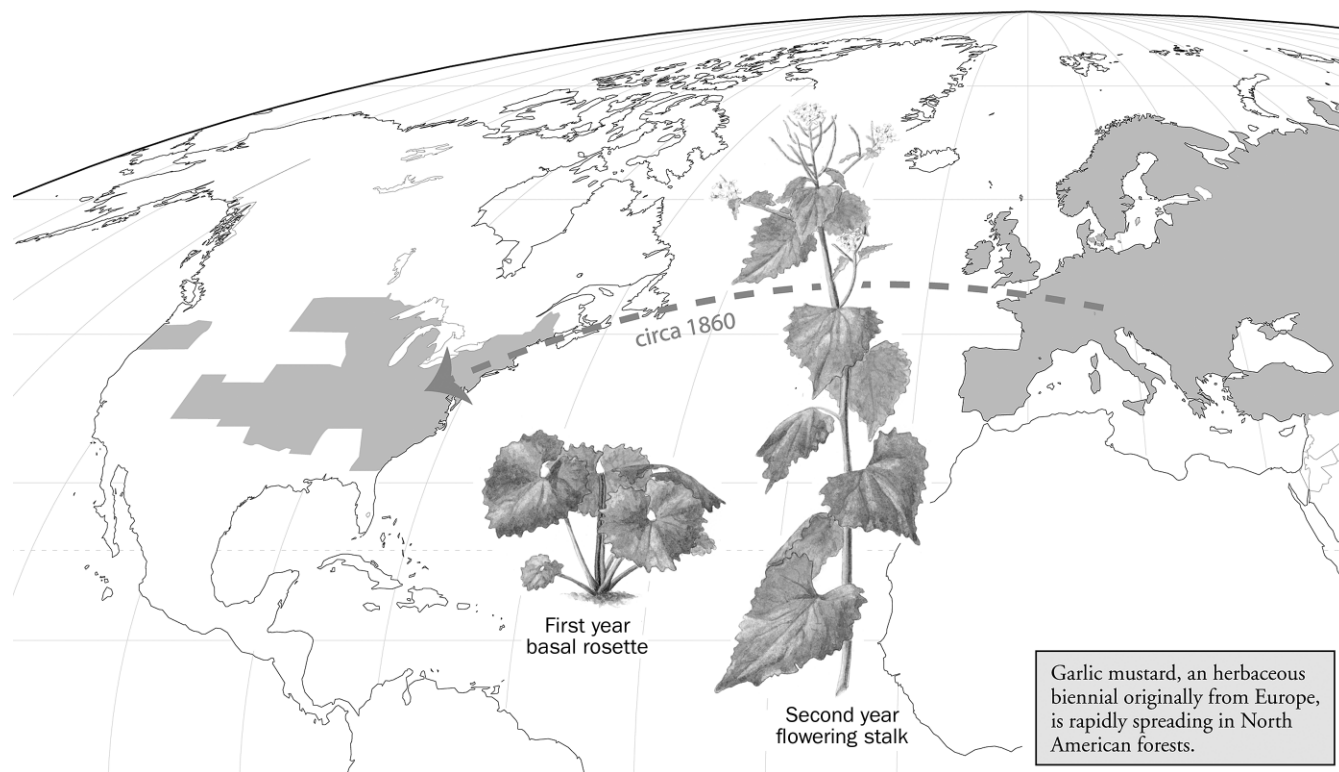 circa 1860
First year
basal rosette
Second year
flowering stalk
Garlic mustard, an herbaceous
biennial originally from Europe,
is rapidly spreading in North
American forests.